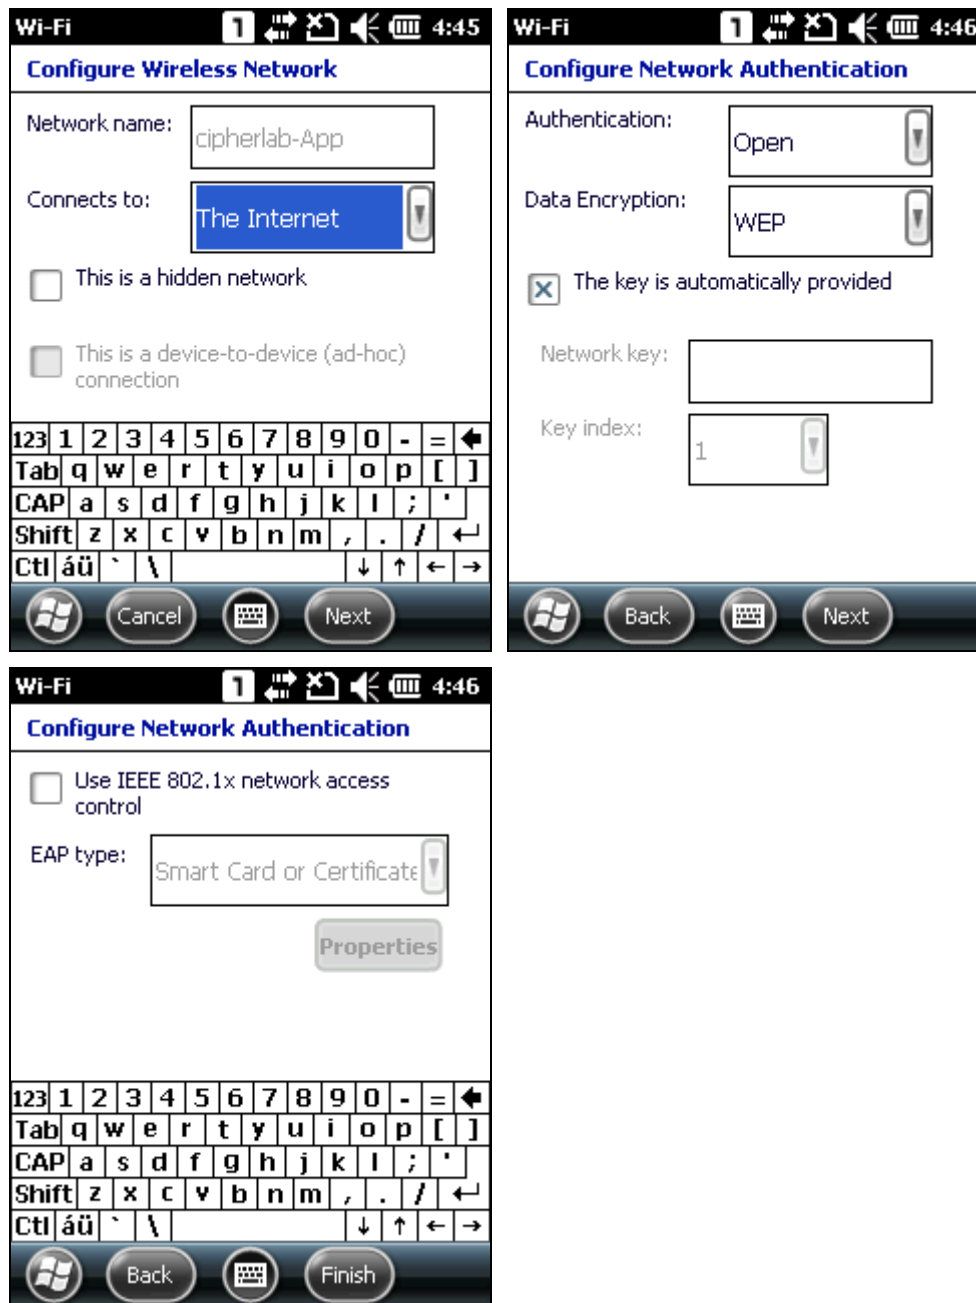 Wi-Fi 1 4:45
Configure Wireless Network
Network name: cipherlab-App
Connects to: The Internet
This is a hidden network
This is a device-to-device (ad-hoc)
connection
123 1 2 3 4 5 6 7 8 9 0 - =
Tab q w e r t y u i o p [ ]
CAP a s d f g h j k l ; '
Shift z x c v b n m , . / ↵
Ctl áü ` \ ↓ ↑ ← →
Cancel Next
Wi-Fi 1 4:46
Configure Network Authentication
Authentication: Open
Data Encryption: WEP
The key is automatically provided
Network key:
Key index: 1
Back Next
Wi-Fi 1 4:46
Configure Network Authentication
Use IEEE 802.1x network access
control
EAP type: Smart Card or Certificate
Properties
123 1 2 3 4 5 6 7 8 9 0 - =
Tab q w e r t y u i o p [ ]
CAP a s d f g h j k l ; '
Shift z x c v b n m , . / ↵
Ctl áü ` \ ↓ ↑ ← →
Back Finish